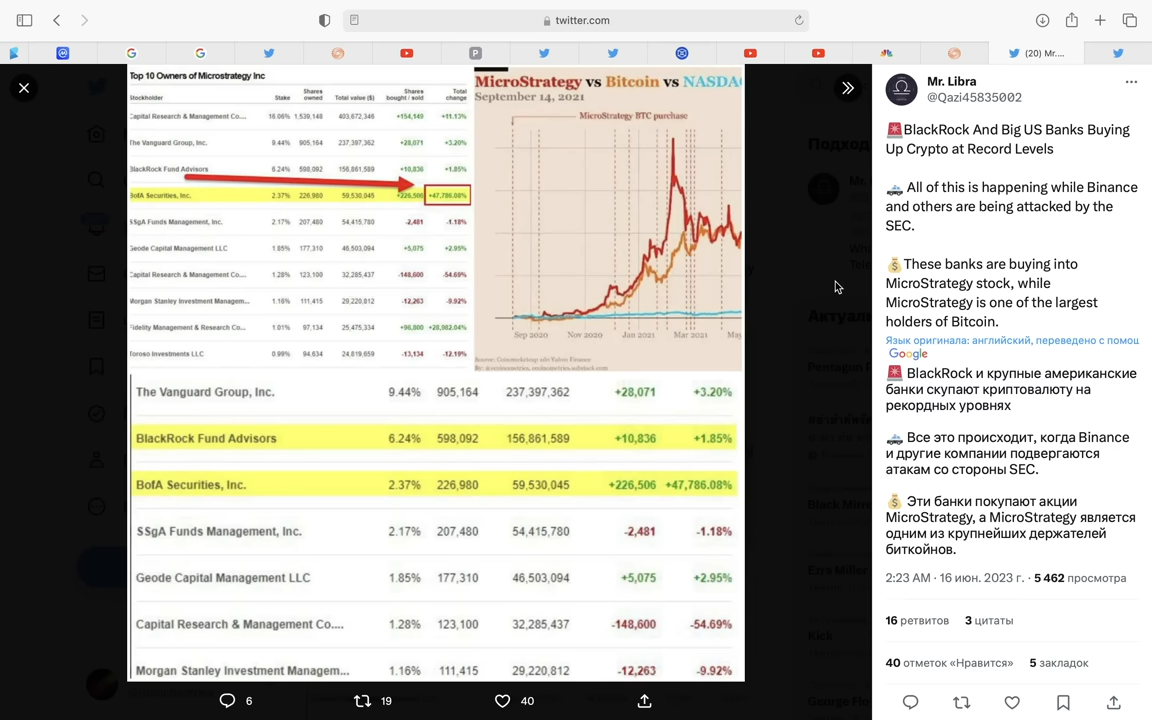 twitter.com
(20) Mr....
Top 10 Owners of Microstrategy Inc
Stockholder Stake Shares owned Total value ($) Shares bought / sold Total change
Capital Research & Management Co.... 16.06% 1,539,148 403,672,346 +154,149 +11.13%
The Vanguard Group, Inc. 9.44% 905,164 237,397,362 +28,071 +3.20%
BlackRock Fund Advisors 6.24% 598,092 156,861,589 +10,836 +1.85%
BofA Securities, Inc. 2.37% 226,980 59,530,045 +226,506 +47,786.08%
SSgA Funds Management, Inc. 2.17% 207,480 54,415,780 -2,481 -1.18%
Geode Capital Management LLC 1.85% 177,310 46,503,094 +5,075 +2.95%
Capital Research & Management Co.... 1.28% 123,100 32,285,437 -148,600 -54.69%
Morgan Stanley Investment Managem... 1.16% 111,415 29,220,812 -12,263 -9.92%
Fidelity Management & Research Co... 1.01% 97,134 25,475,334 +96,800 +28,982.04%
Toroso Investments LLC 0.99% 94,634 24,819,659 -13,134 -12.19%
MicroStrategy vs Bitcoin vs NASDA
September 14, 2021
MicroStrategy BTC purchase
Sep 2020 Nov 2020 Jan 2021 Mar 2021 May
The Vanguard Group, Inc. 9.44% 905,164 237,397,362 +28,071 +3.20%
BlackRock Fund Advisors 6.24% 598,092 156,861,589 +10,836 +1.85%
BofA Securities, Inc. 2.37% 226,980 59,530,045 +226,506 +47,786.08%
SSgA Funds Management, Inc. 2.17% 207,480 54,415,780 -2,481 -1.18%
Geode Capital Management LLC 1.85% 177,310 46,503,094 +5,075 +2.95%
Capital Research & Management Co.... 1.28% 123,100 32,285,437 -148,600 -54.69%
Morgan Stanley Investment Managem... 1.16% 111,415 29,220,812 -12,263 -9.92%
6 19 40
Mr. Libra
@Qazi45835002
🚨BlackRock And Big US Banks Buying
Up Crypto at Record Levels
🚓 All of this is happening while Binance
and others are being attacked by the
SEC.
💰These banks are buying into
MicroStrategy stock, while
MicroStrategy is one of the largest
holders of Bitcoin.
Язык оригинала: английский, переведено с помощ
Google
🚨 BlackRock и крупные американские
банки скупают криптовалюту на
рекордных уровнях
🚓 Все это происходит, когда Binance
и другие компании подвергаются
атакам со стороны SEC.
💰 Эти банки покупают акции
MicroStrategy, а MicroStrategy является
одним из крупнейших держателей
биткойнов.
2:23 AM · 16 июн. 2023 г. · 5 462 просмотра
16 ретвитов 3 цитаты
40 отметок «Нравится» 5 закладок